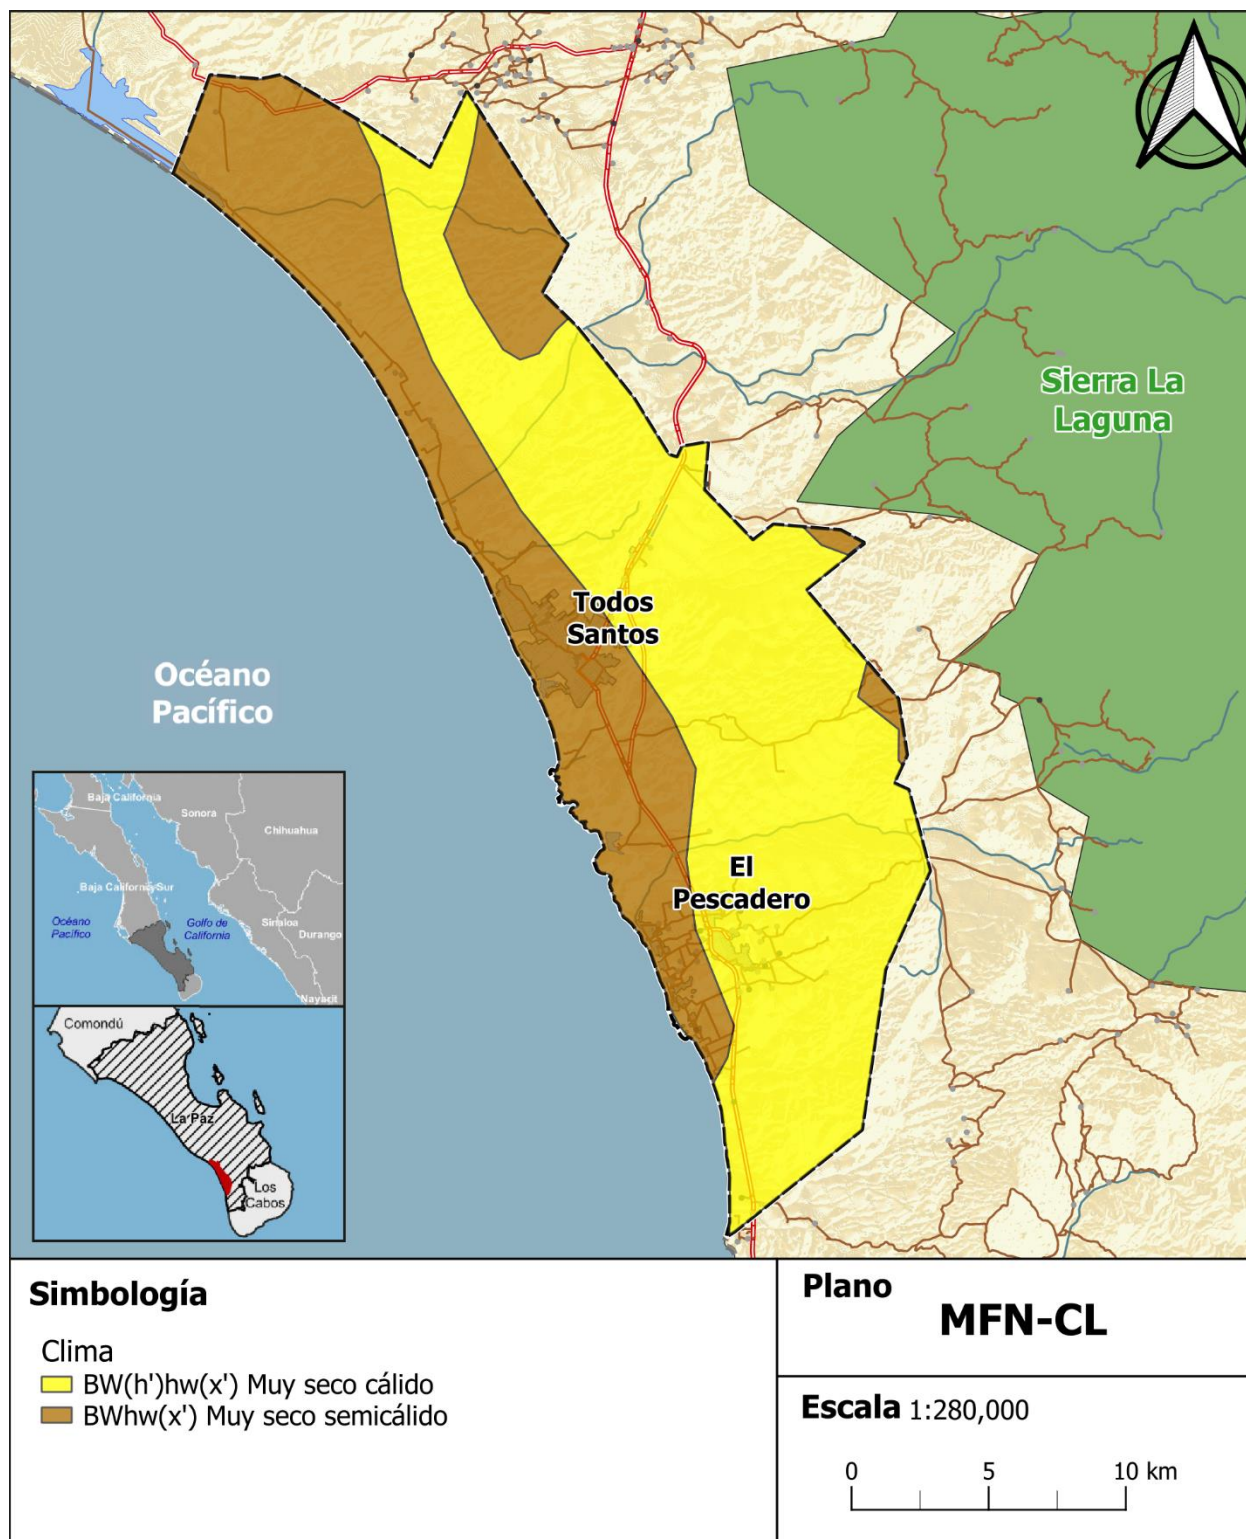 Sierra La
Laguna
Todos
Santos
Océano
Pacífico
El
Pescadero
Baja California
Sonora
Chihuahua
Baja California Sur
Océano
Pacífico
Golfo de
California
Sinaloa
Durango
Nayarit
Comondú
La Paz
Los
Cabos
Simbología
Clima
BW(h')hw(x') Muy seco cálido
BWhw(x') Muy seco semicálido
Plano
MFN-CL
Escala 1:280,000
0 5 10 km